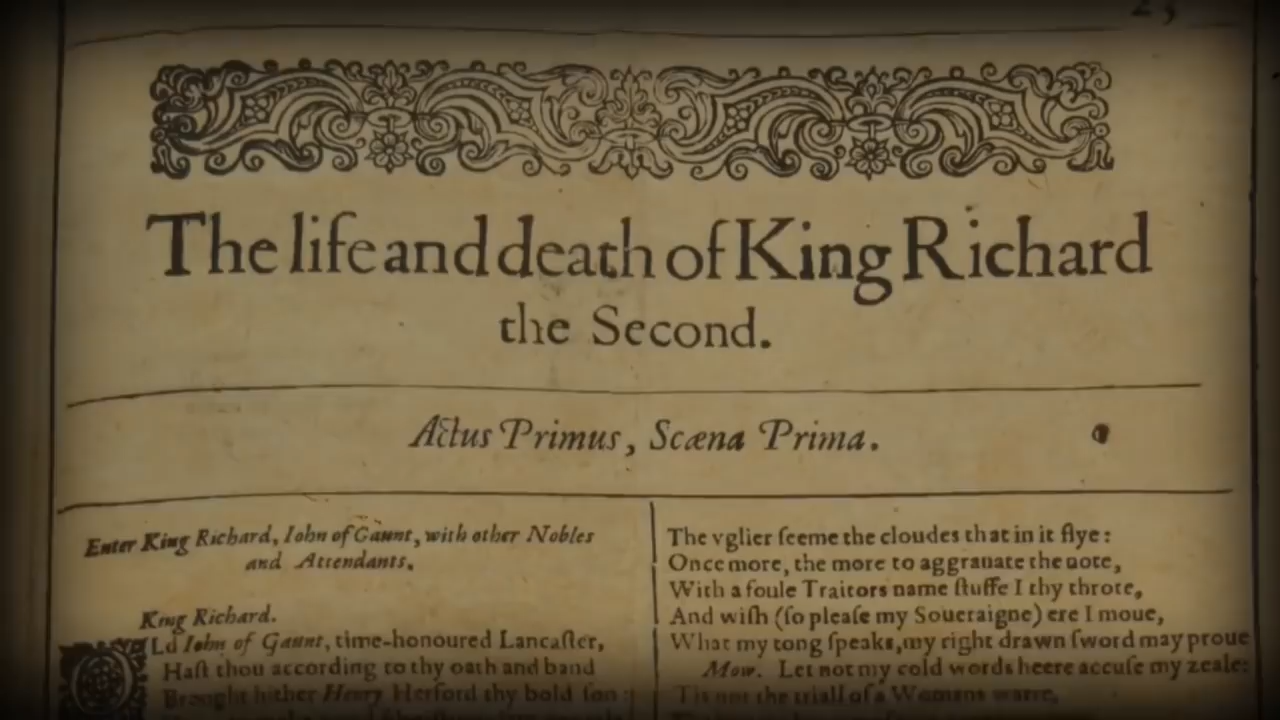 The life and death of King Richard
the Second.
Actus Primus, Scæna Prima.
Enter King Richard, Iohn of Gaunt, with other Nobles
and Attendants.
King Richard.
OLd Iohn of Gaunt, time-honoured Lancaſter,
Haſt thou according to thy oath and band
Brought hither Henry Herford thy bold ſon:
The vglier ſeeme the cloudes that in it flye:
Once more, the more to aggrauate the note,
With a foule Traitors name ſtuffe I thy throte,
And wiſh (ſo pleaſe my Soueraigne) ere I moue,
What my tong ſpeaks, my right drawn ſword may proue
Mow. Let not my cold words heere accuſe my zeale:
Tis not the triall of a Womans warre,